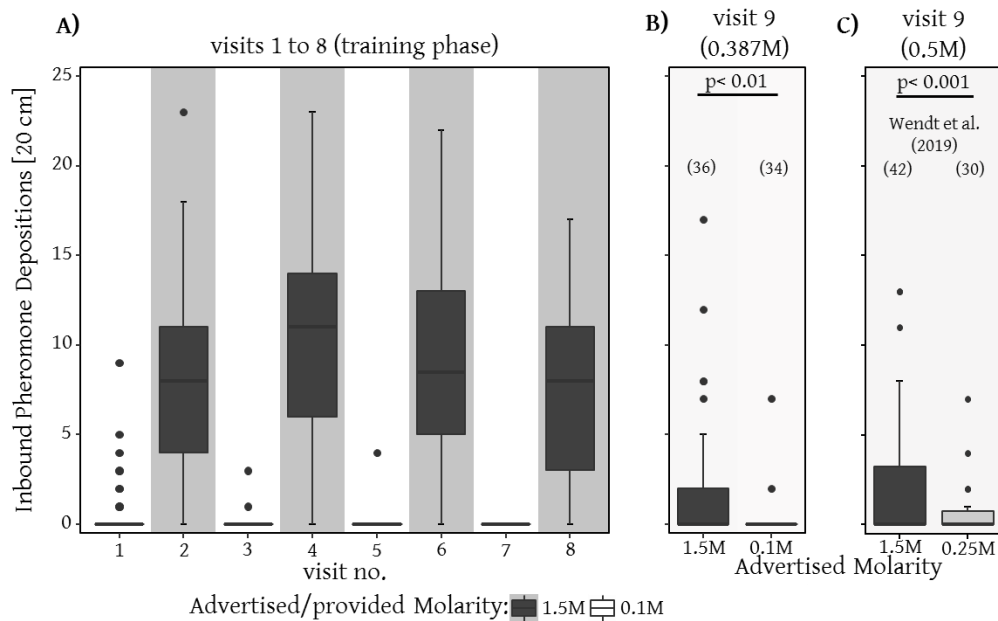 A)
visits 1 to 8 (training phase)
Inbound Pheromone Depositions [20 cm]
25
20
15
10
5
0
1 2 3 4 5 6 7 8
visit no.
B)
visit 9
(0.387M)
p< 0.01
(36) (34)
1.5M 0.1M
C)
visit 9
(0.5M)
p< 0.001
Wendt et al.
(2019)
(42) (30)
1.5M 0.25M
Advertised Molarity
Advertised/provided Molarity: 1.5M 0.1M